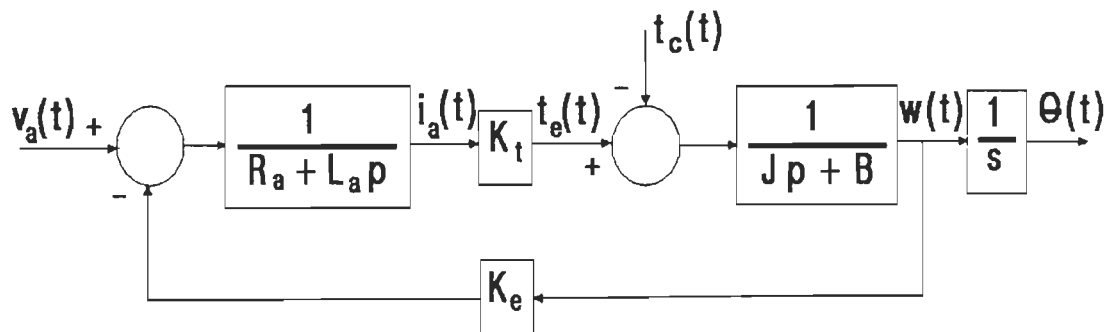 t_c(t)
-
v_a(t) +
1
R_a + L_a p
i_a(t)
K_t
t_e(t)
+
1
J p + B
w(t)
1
s
Θ(t)
-
K_e